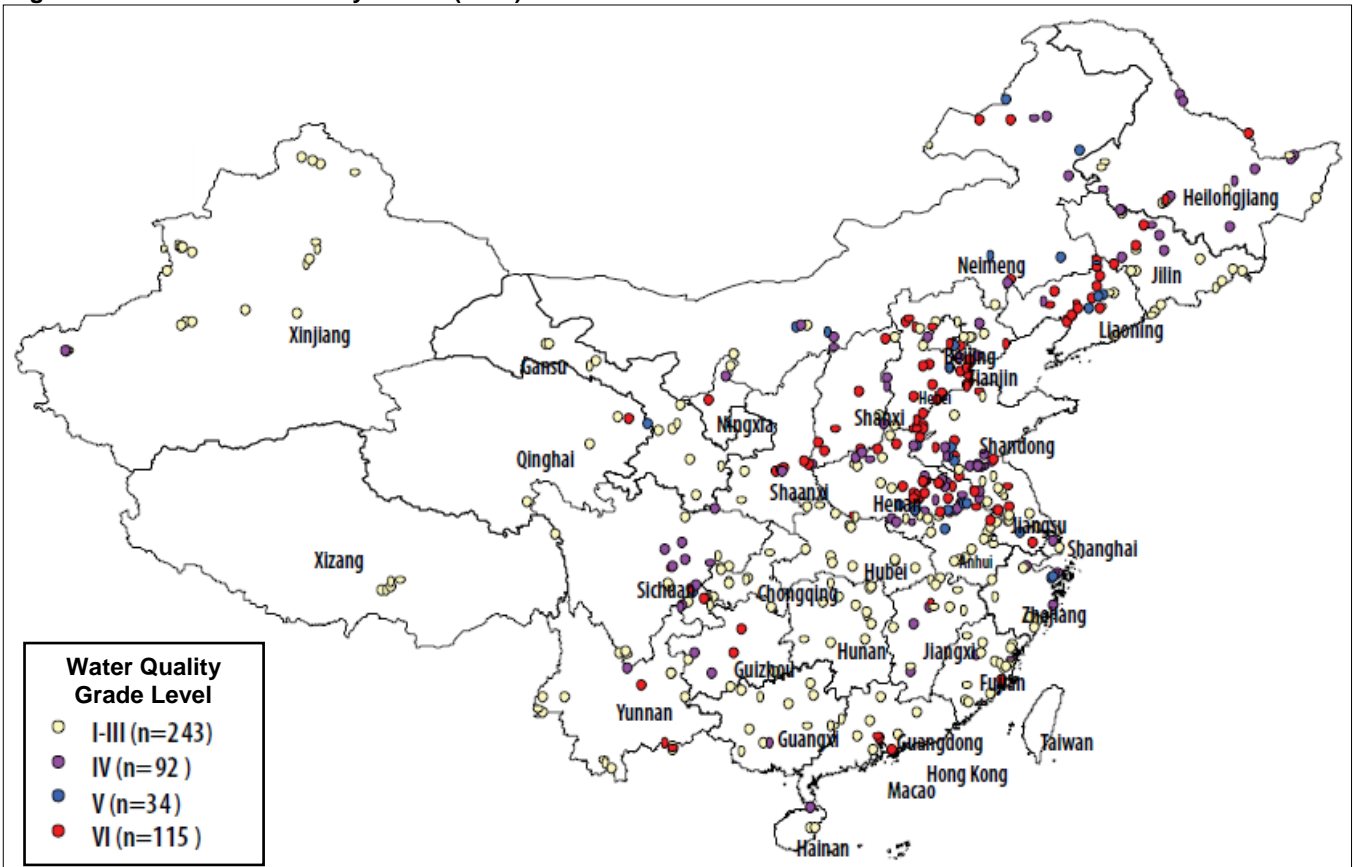 Heilongjiang
Neimeng
Jilin
Xinjiang
Liaoning
Gansu
Beijing
Tianjin
Hebei
Ningxia
Shanxi
Shandong
Qinghai
Shaanxi
Henan
Jiangsu
Shanghai
Xizang
Anhui
Hubei
Sichuan
Chongqing
Zhejiang
Hunan
Jiangxi
Guizhou
Fujian
Yunnan
Guangxi
Guangdong
Taiwan
Hong Kong
Macao
Hainan
Water Quality
Grade Level
I-III (n=243)
IV (n=92 )
V (n=34 )
VI (n=115 )